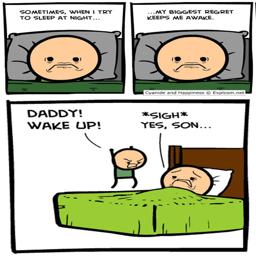 SOMETIMES, WHEN I TRY
TO SLEEP AT NIGHT...
...MY BIGGEST REGRET
KEEPS ME AWAKE.
Cyanide and Happiness © Explosm.net
DADDY!
WAKE UP!
*SIGH*
YES, SON...